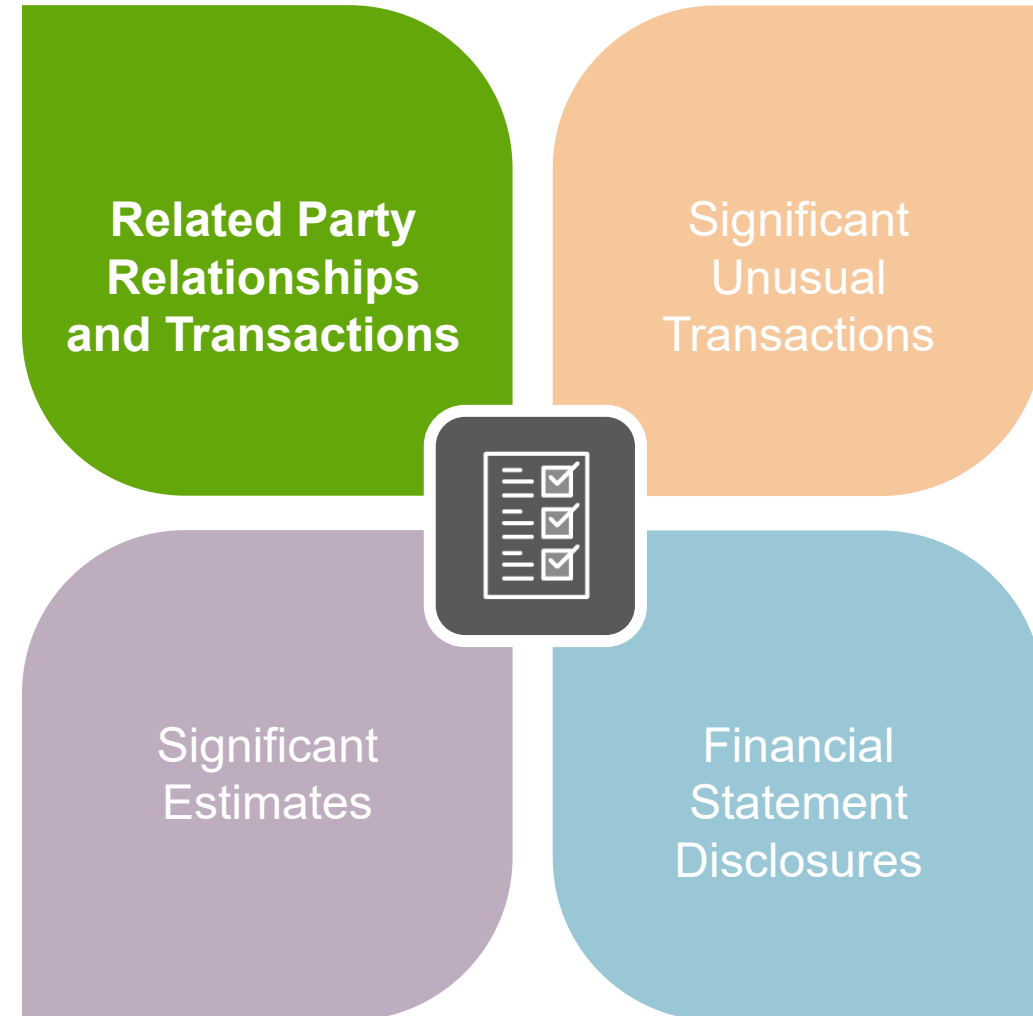 Related Party
Relationships
and Transactions
Significant
Unusual
Transactions
Significant
Estimates
Financial
Statement
Disclosures